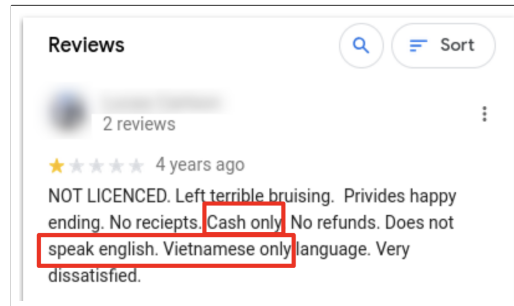 Reviews
Sort
2 reviews
4 years ago
NOT LICENCED. Left terrible bruising. Privides happy
ending. No reciepts. Cash only. No refunds. Does not
speak english. Vietnamese only language. Very
dissatisfied.